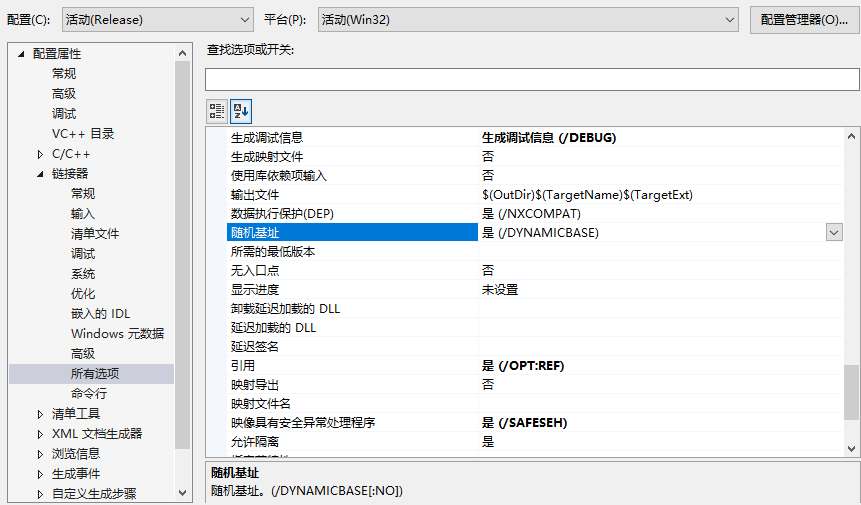 配置(C): 活动(Release) 平台(P): 活动(Win32) 配置管理器(O)...
配置属性
常规
高级
调试
VC++ 目录
C/C++
链接器
常规
输入
清单文件
调试
系统
优化
嵌入的 IDL
Windows 元数据
高级
所有选项
命令行
清单工具
XML 文档生成器
浏览信息
生成事件
自定义生成步骤
查找选项或开关:
生成调试信息 生成调试信息 (/DEBUG)
生成映射文件 否
使用库依赖项输入 否
输出文件 $(OutDir)$(TargetName)$(TargetExt)
数据执行保护(DEP) 是 (/NXCOMPAT)
随机基址 是 (/DYNAMICBASE)
所需的最低版本
无入口点 否
显示进度 未设置
卸载延迟加载的 DLL
延迟加载的 DLL
延迟签名
引用 是 (/OPT:REF)
映射导出 否
映射文件名
映像具有安全异常处理程序 是 (/SAFESEH)
允许隔离 是
随机基址
随机基址。(/DYNAMICBASE[:NO])